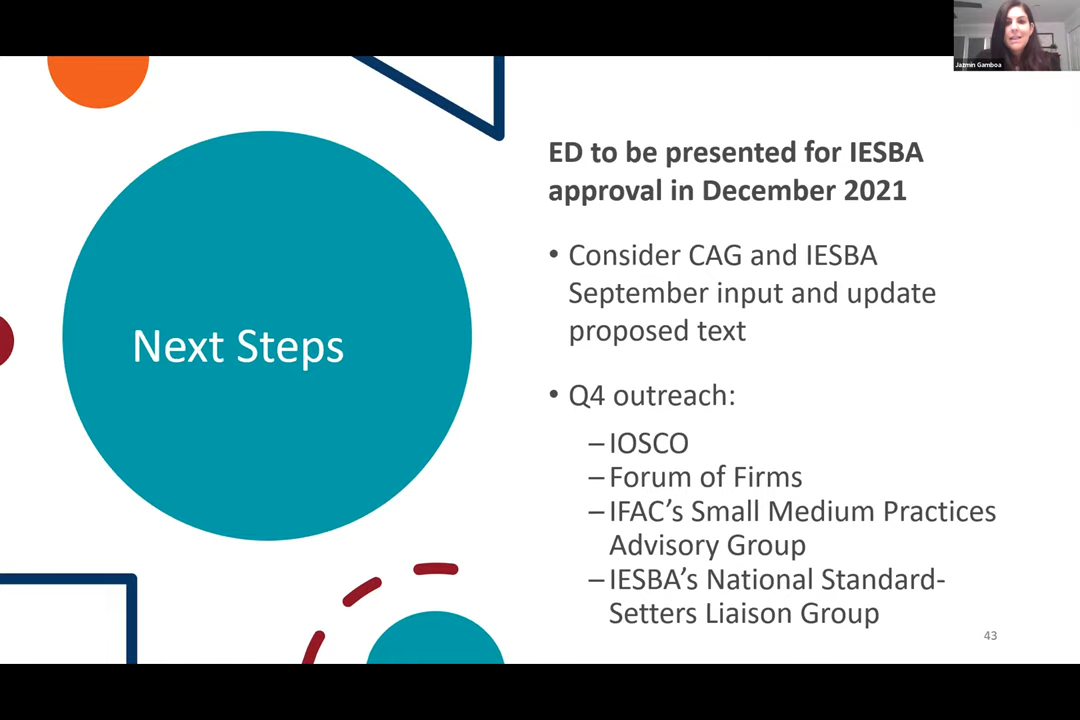 Jazmin Gamboa
ED to be presented for IESBA
approval in December 2021
• Consider CAG and IESBA
September input and update
proposed text
Next Steps
• Q4 outreach:
– IOSCO
– Forum of Firms
– IFAC’s Small Medium Practices
Advisory Group
– IESBA’s National Standard-
Setters Liaison Group
43